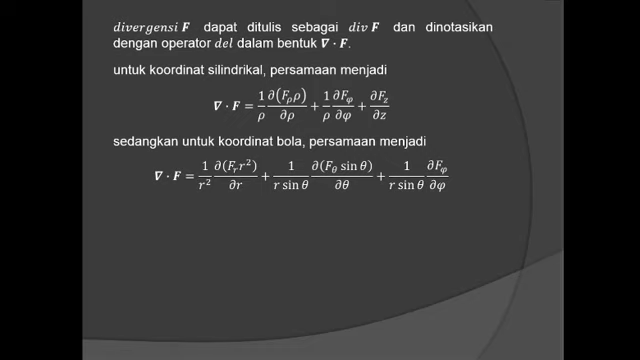 divergensi F dapat ditulis sebagai div F dan dinotasikan
dengan operator del dalam bentuk ∇ · F.
untuk koordinat silindrikal, persamaan menjadi
∇ · F = 1/ρ ∂(F_ρ ρ)/∂ρ + 1/ρ ∂F_φ/∂φ + ∂F_z/∂z
sedangkan untuk koordinat bola, persamaan menjadi
∇ · F = 1/r² ∂(F_r r²)/∂r + 1/(r sin θ) ∂(F_θ sin θ)/∂θ + 1/(r sin θ) ∂F_φ/∂φ